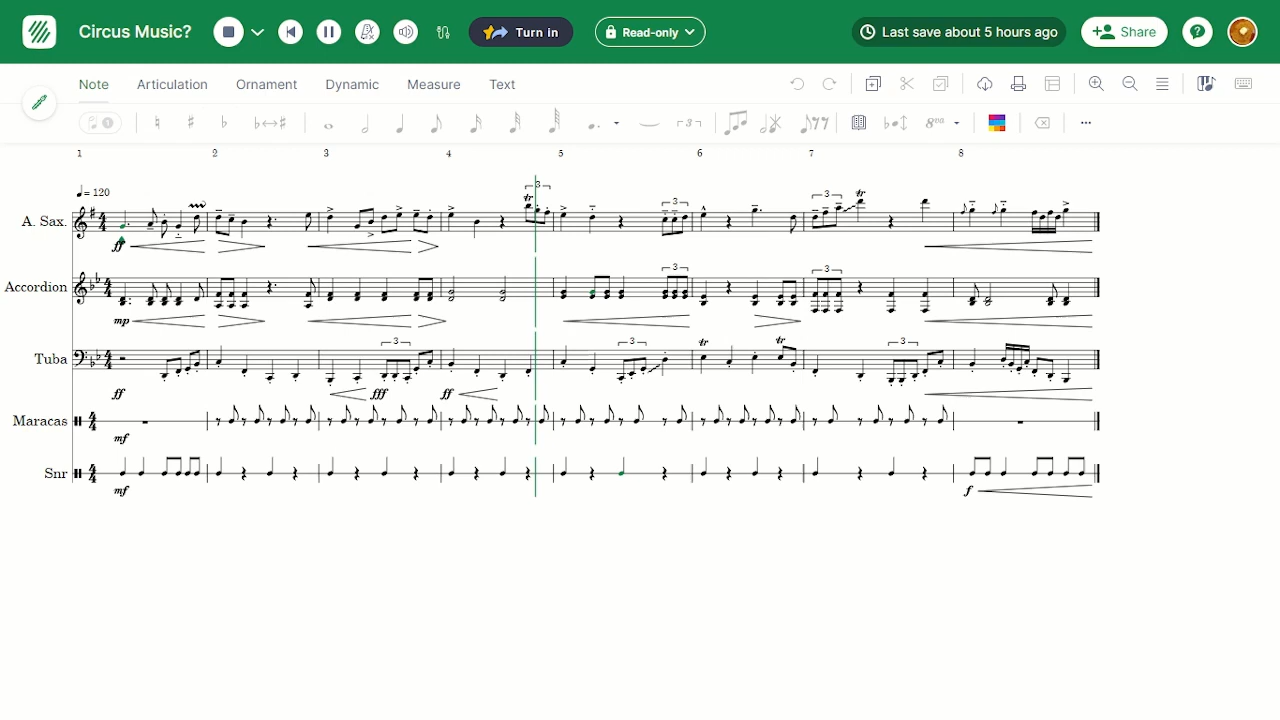 Circus Music? Turn in Read-only Last save about 5 hours ago Share
Note Articulation Ornament Dynamic Measure Text
1 2 3 4 5 6 7 8
= 120
A. Sax.
ff
Accordion
mp
Tuba
ff fff ff
Maracas
mf
Snr
mf f